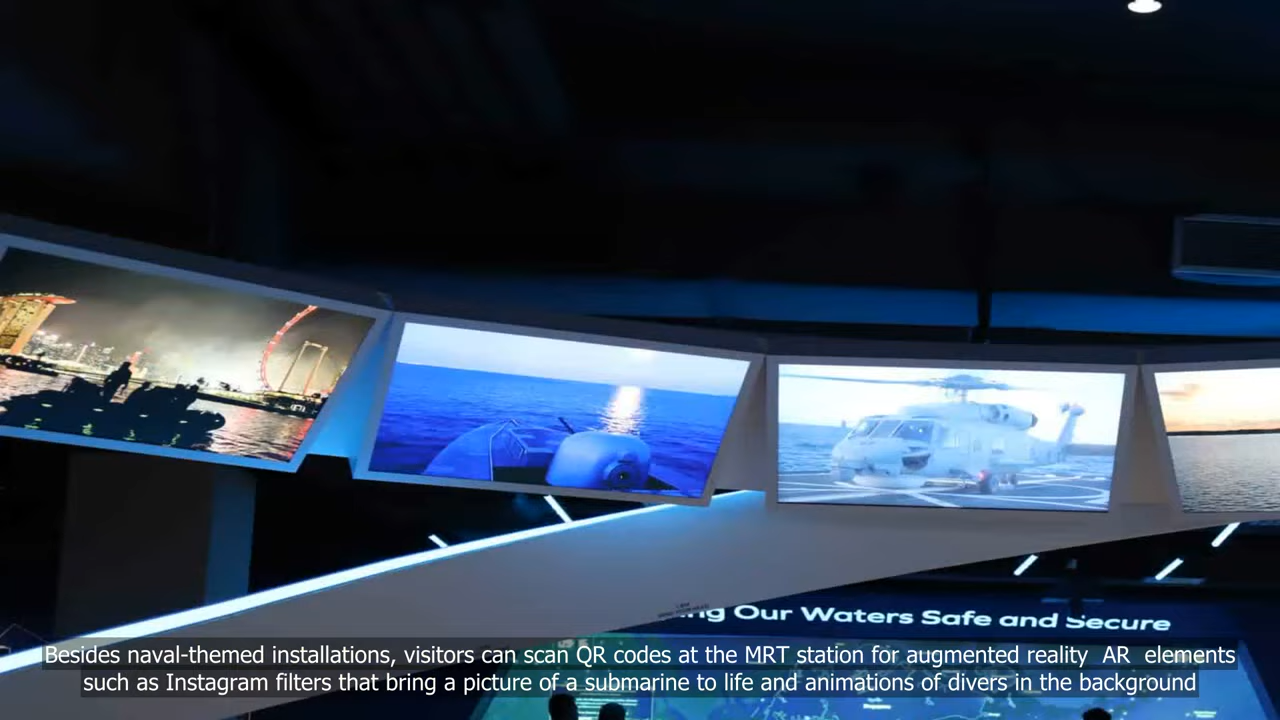 ng Our Waters Safe and Secure
Besides naval-themed installations, visitors can scan QR codes at the MRT station for augmented reality  AR  elements
such as Instagram filters that bring a picture of a submarine to life and animations of divers in the background